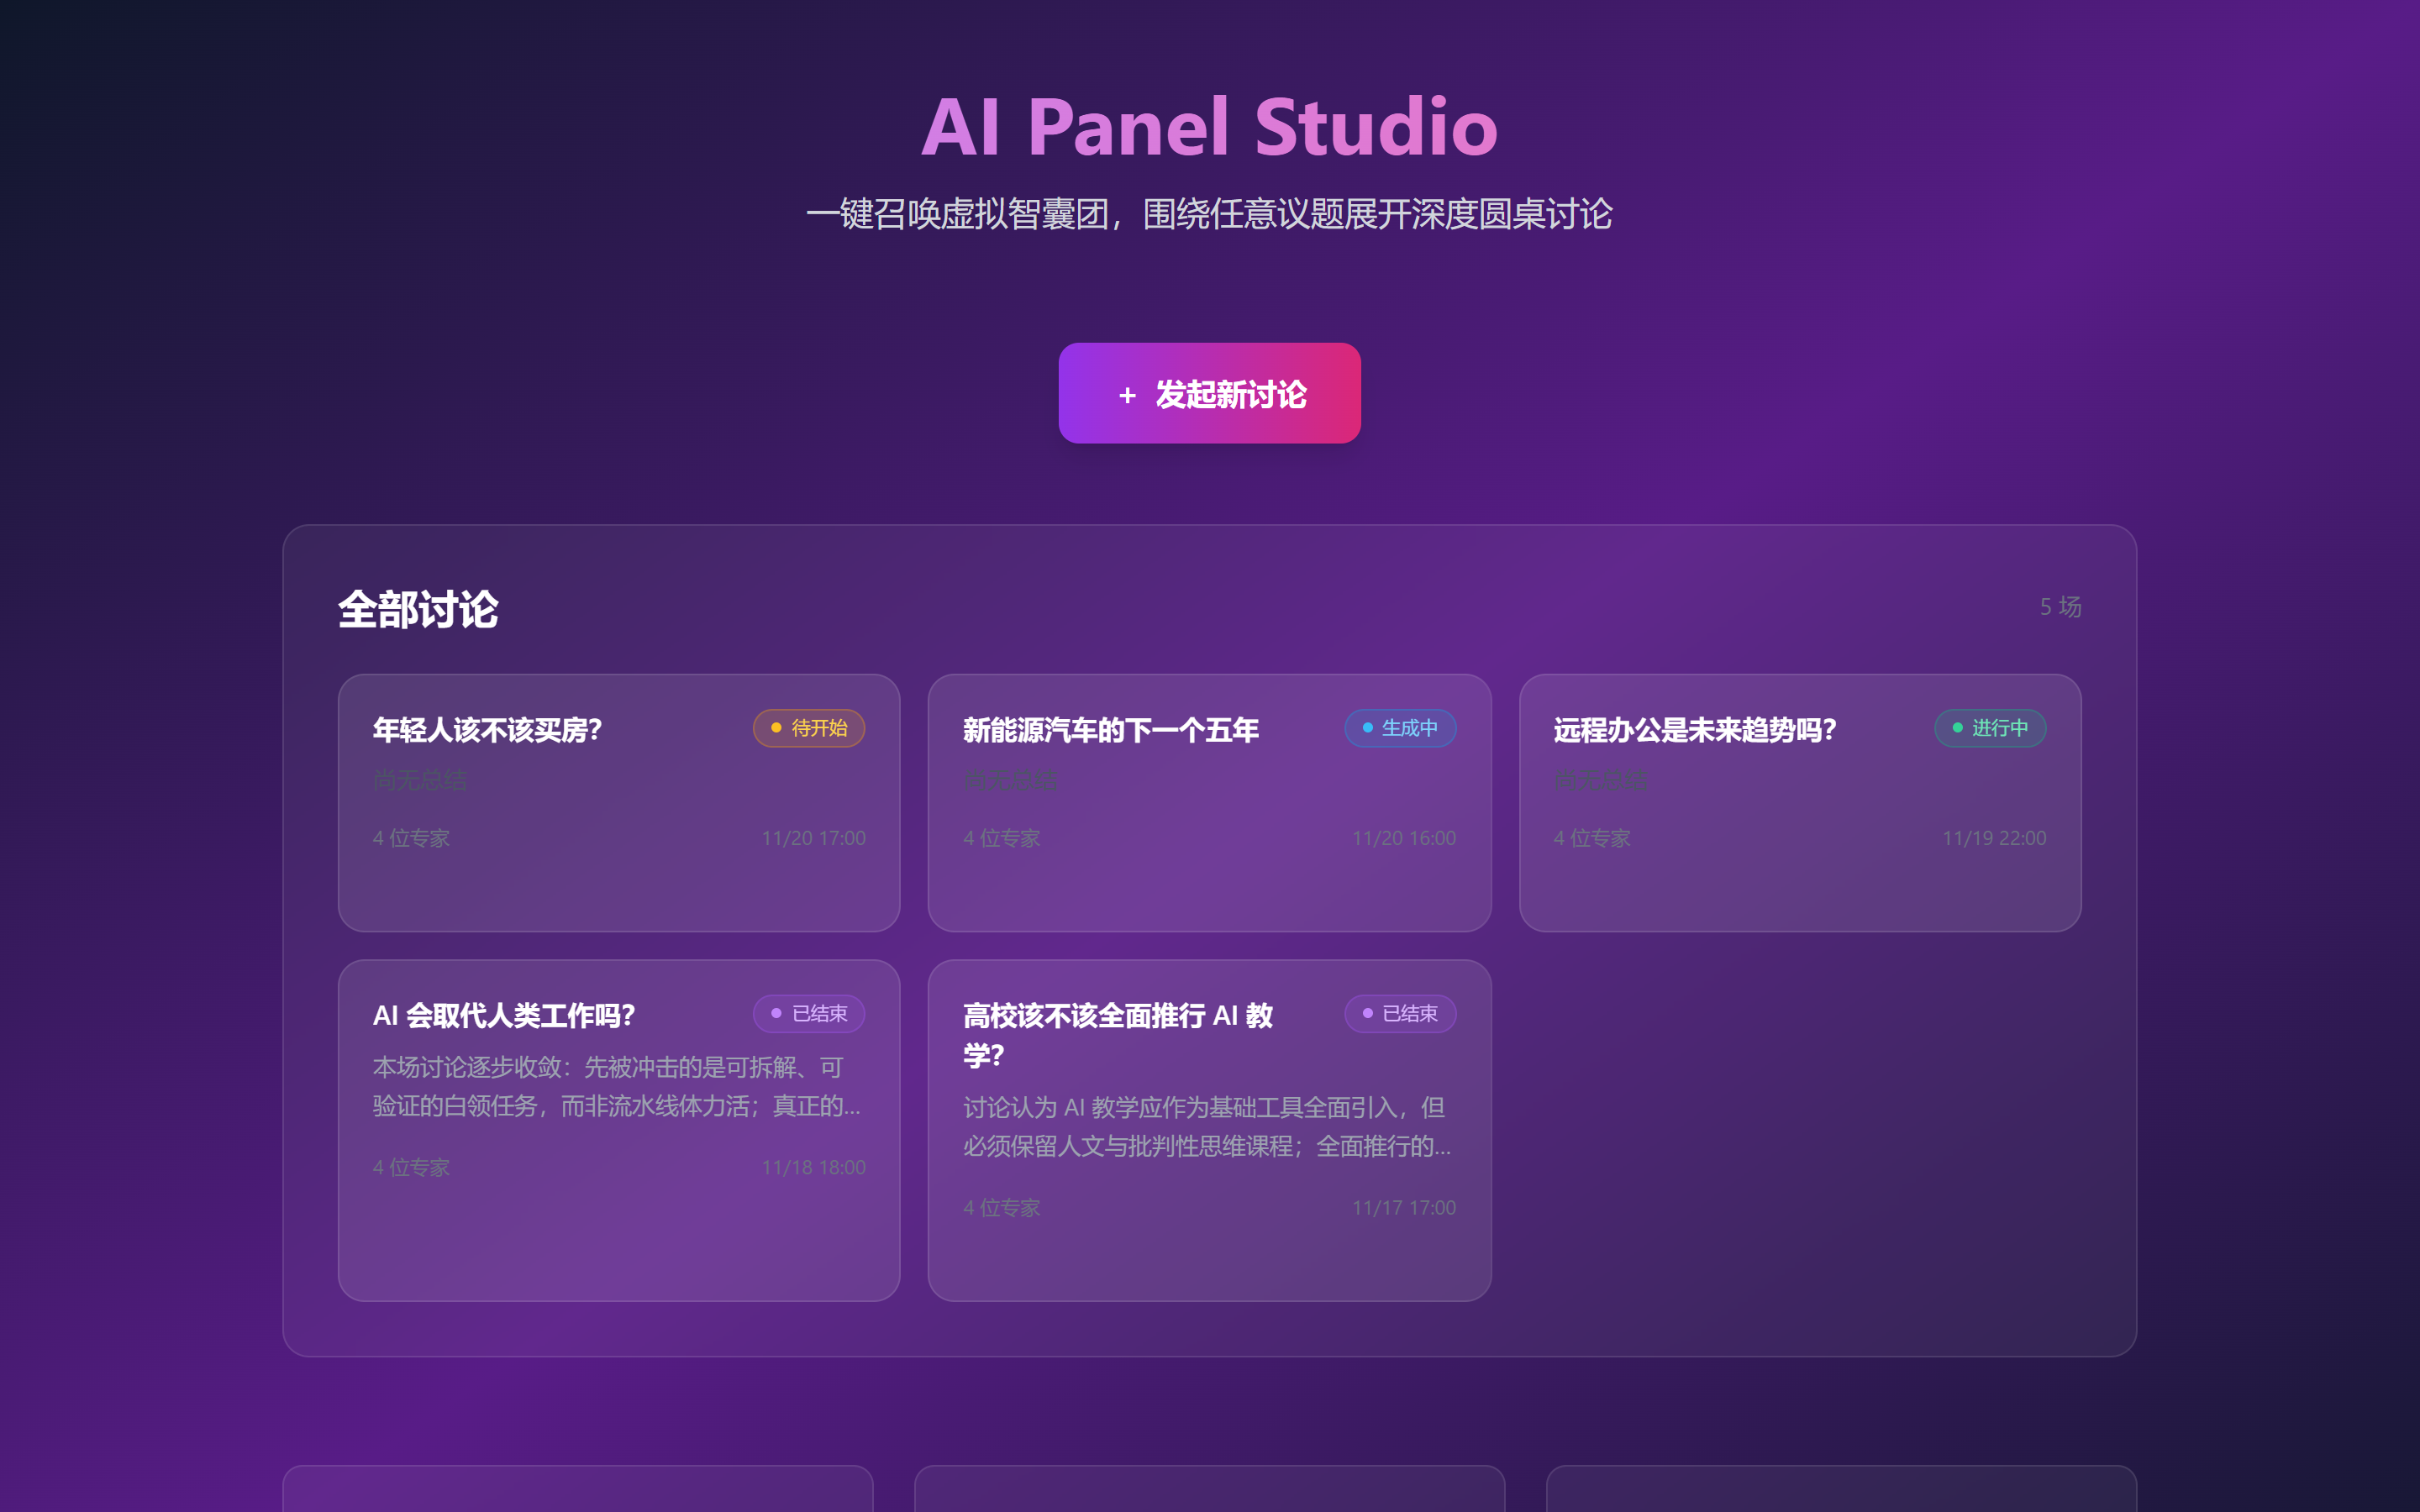 AI Panel Studio
一键召唤虚拟智囊团，围绕任意议题展开深度圆桌讨论
+ 发起新讨论
全部讨论
5 场
年轻人该不该买房？
待开始
尚无总结
4 位专家
11/20 17:00
新能源汽车的下一个五年
生成中
尚无总结
4 位专家
11/20 16:00
远程办公是未来趋势吗？
进行中
尚无总结
4 位专家
11/19 22:00
AI 会取代人类工作吗？
已结束
本场讨论逐步收敛：先被冲击的是可拆解、可
验证的白领任务，而非流水线体力活；真正的...
4 位专家
11/18 18:00
高校该不该全面推行 AI 教
学？
已结束
讨论认为 AI 教学应作为基础工具全面引入，但
必须保留人文与批判性思维课程；全面推行的...
4 位专家
11/17 17:00